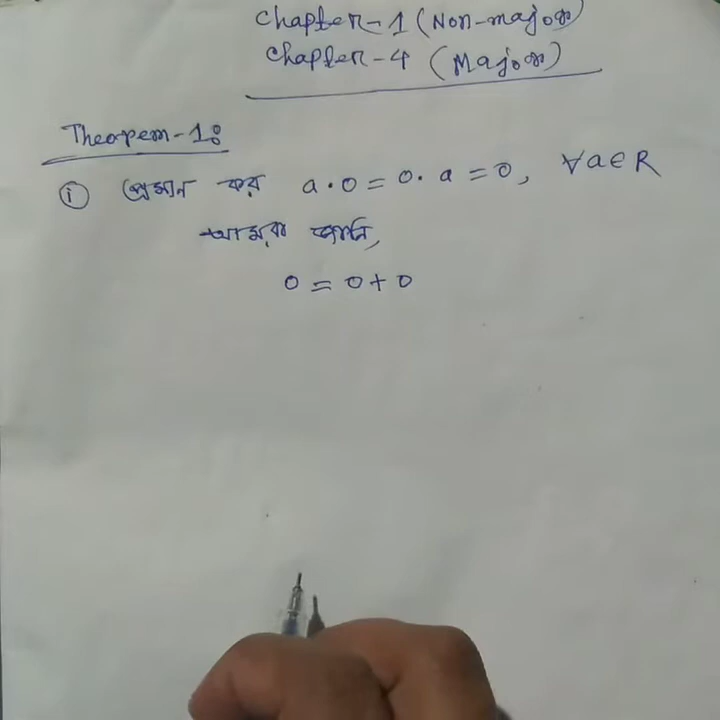 Chapter-1 (Non-major)
Chapter-4 (Major)
Theorem-1:
i প্রমান কর a·0 = 0·a = 0, ∀a∈R
আমরা জানি,
0 = 0+0